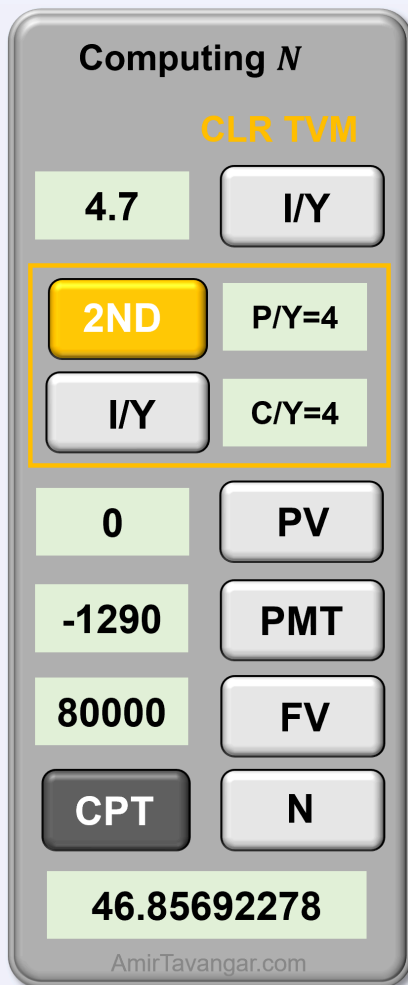 Computing N
CLR TVM
4.7 I/Y
2ND P/Y=4
I/Y C/Y=4
0 PV
-1290 PMT
80000 FV
CPT N
46.85692278
AmirTavangar.com